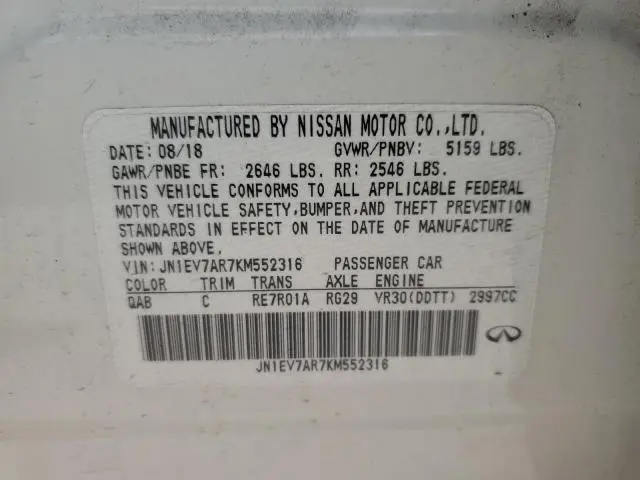 MANUFACTURED BY NISSAN MOTOR CO.,LTD.
DATE: 08/18 GVWR/PNBV: 5159 LBS.
GAWR/PNBE FR: 2646 LBS. RR: 2546 LBS.
THIS VEHICLE CONFORMS TO ALL APPLICABLE FEDERAL
MOTOR VEHICLE SAFETY,BUMPER,AND THEFT PREVENTION
STANDARDS IN EFFECT ON THE DATE OF MANUFACTURE
SHOWN ABOVE.
VIN:JN1EV7AR7KM552316 PASSENGER CAR
COLOR TRIM TRANS AXLE ENGINE
QAB C RE7R01A RG29 VR30(DDTT) 2997CC
JN1EV7AR7KM552316